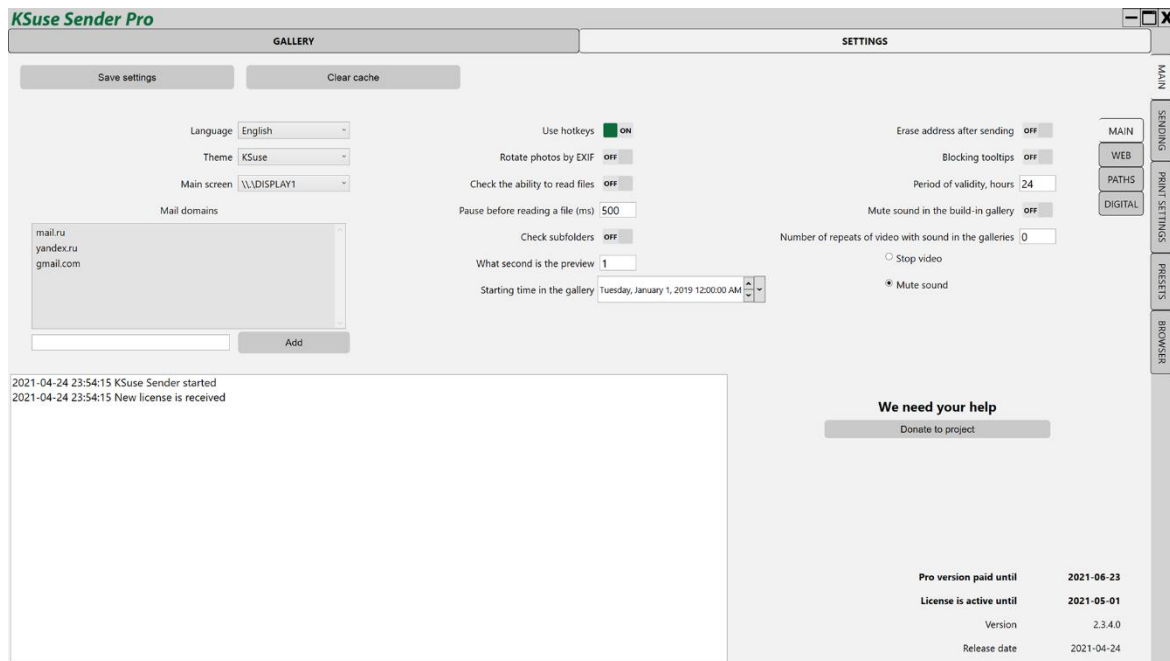 KSuse Sender Pro
GALLERY
SETTINGS
Save settings
Clear cache
Language English
Theme KSuse
Main screen \\.\DISPLAY1
Mail domains
mail.ru
yandex.ru
gmail.com
Add
Use hotkeys ON
Rotate photos by EXIF OFF
Check the ability to read files OFF
Pause before reading a file (ms) 500
Check subfolders OFF
What second is the preview 1
Starting time in the gallery Tuesday, January 1, 2019 12:00:00 AM
Erase address after sending OFF
Blocking tooltips OFF
Period of validity, hours 24
Mute sound in the build-in gallery OFF
Number of repeats of video with sound in the galleries 0
Stop video
Mute sound
MAIN
WEB
PATHS
DIGITAL
MAIN
SENDING
PRINT SETTINGS
PRESETS
BROWSER
2021-04-24 23:54:15 KSuse Sender started
2021-04-24 23:54:15 New license is received
We need your help
Donate to project
Pro version paid until 2021-06-23
License is active until 2021-05-01
Version 2.3.4.0
Release date 2021-04-24